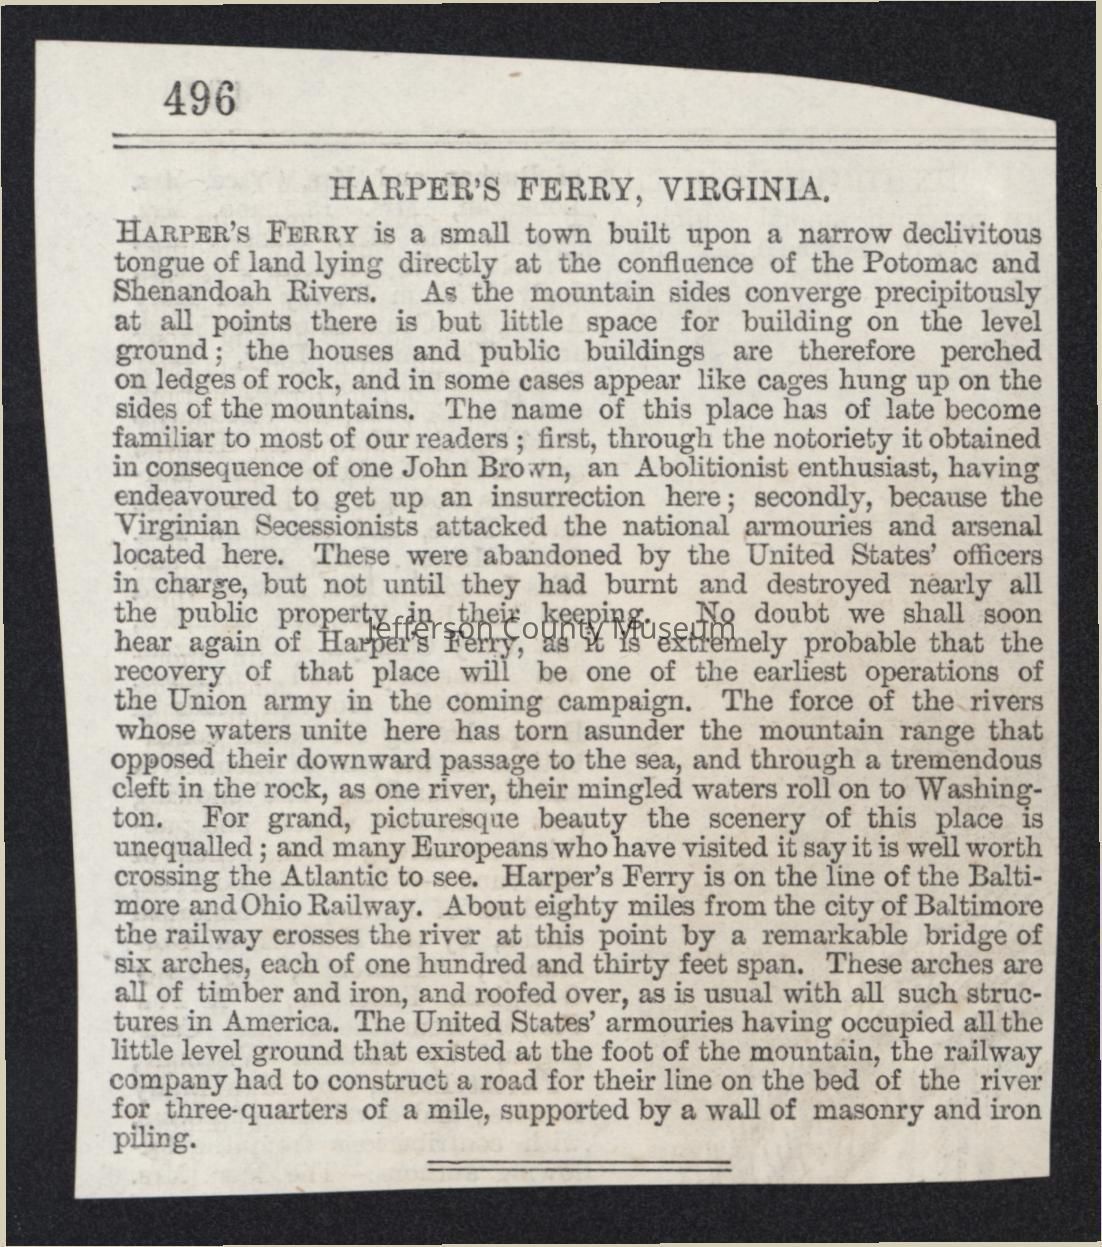 496
HARPER'S FERRY, VIRGINIA.
HARPER'S FERRY is a small town built upon a narrow declivitous
tongue of land lying directly at the confluence of the Potomac and
Shenandoah Rivers. As the mountain sides converge precipitously
at all points there is but little space for building on the level
ground; the houses and public buildings are therefore perched
on ledges of rock, and in some cases appear like cages hung up on the
sides of the mountains. The name of this place has of late become
familiar to most of our readers; first, through the notoriety it obtained
in consequence of one John Brown, an Abolitionist enthusiast, having
endeavoured to get up an insurrection here; secondly, because the
Virginian Secessionists attacked the national armouries and arsenal
located here. These were abandoned by the United States' officers
in charge, but not until they had burnt and destroyed nearly all
the public property in their keeping. No doubt we shall soon
Jefferson County Museum
hear again of Harper's Ferry, as it is extremely probable that the
recovery of that place will be one of the earliest operations of
the Union army in the coming campaign. The force of the rivers
whose waters unite here has torn asunder the mountain range that
opposed their downward passage to the sea, and through a tremendous
cleft in the rock, as one river, their mingled waters roll on to Washing-
ton. For grand, picturesque beauty the scenery of this place is
unequalled; and many Europeans who have visited it say it is well worth
crossing the Atlantic to see. Harper's Ferry is on the line of the Balti-
more and Ohio Railway. About eighty miles from the city of Baltimore
the railway crosses the river at this point by a remarkable bridge of
six arches, each of one hundred and thirty feet span. These arches are
all of timber and iron, and roofed over, as is usual with all such struc-
tures in America. The United States' armouries having occupied all the
little level ground that existed at the foot of the mountain, the railway
company had to construct a road for their line on the bed of the river
for three-quarters of a mile, supported by a wall of masonry and iron
piling.